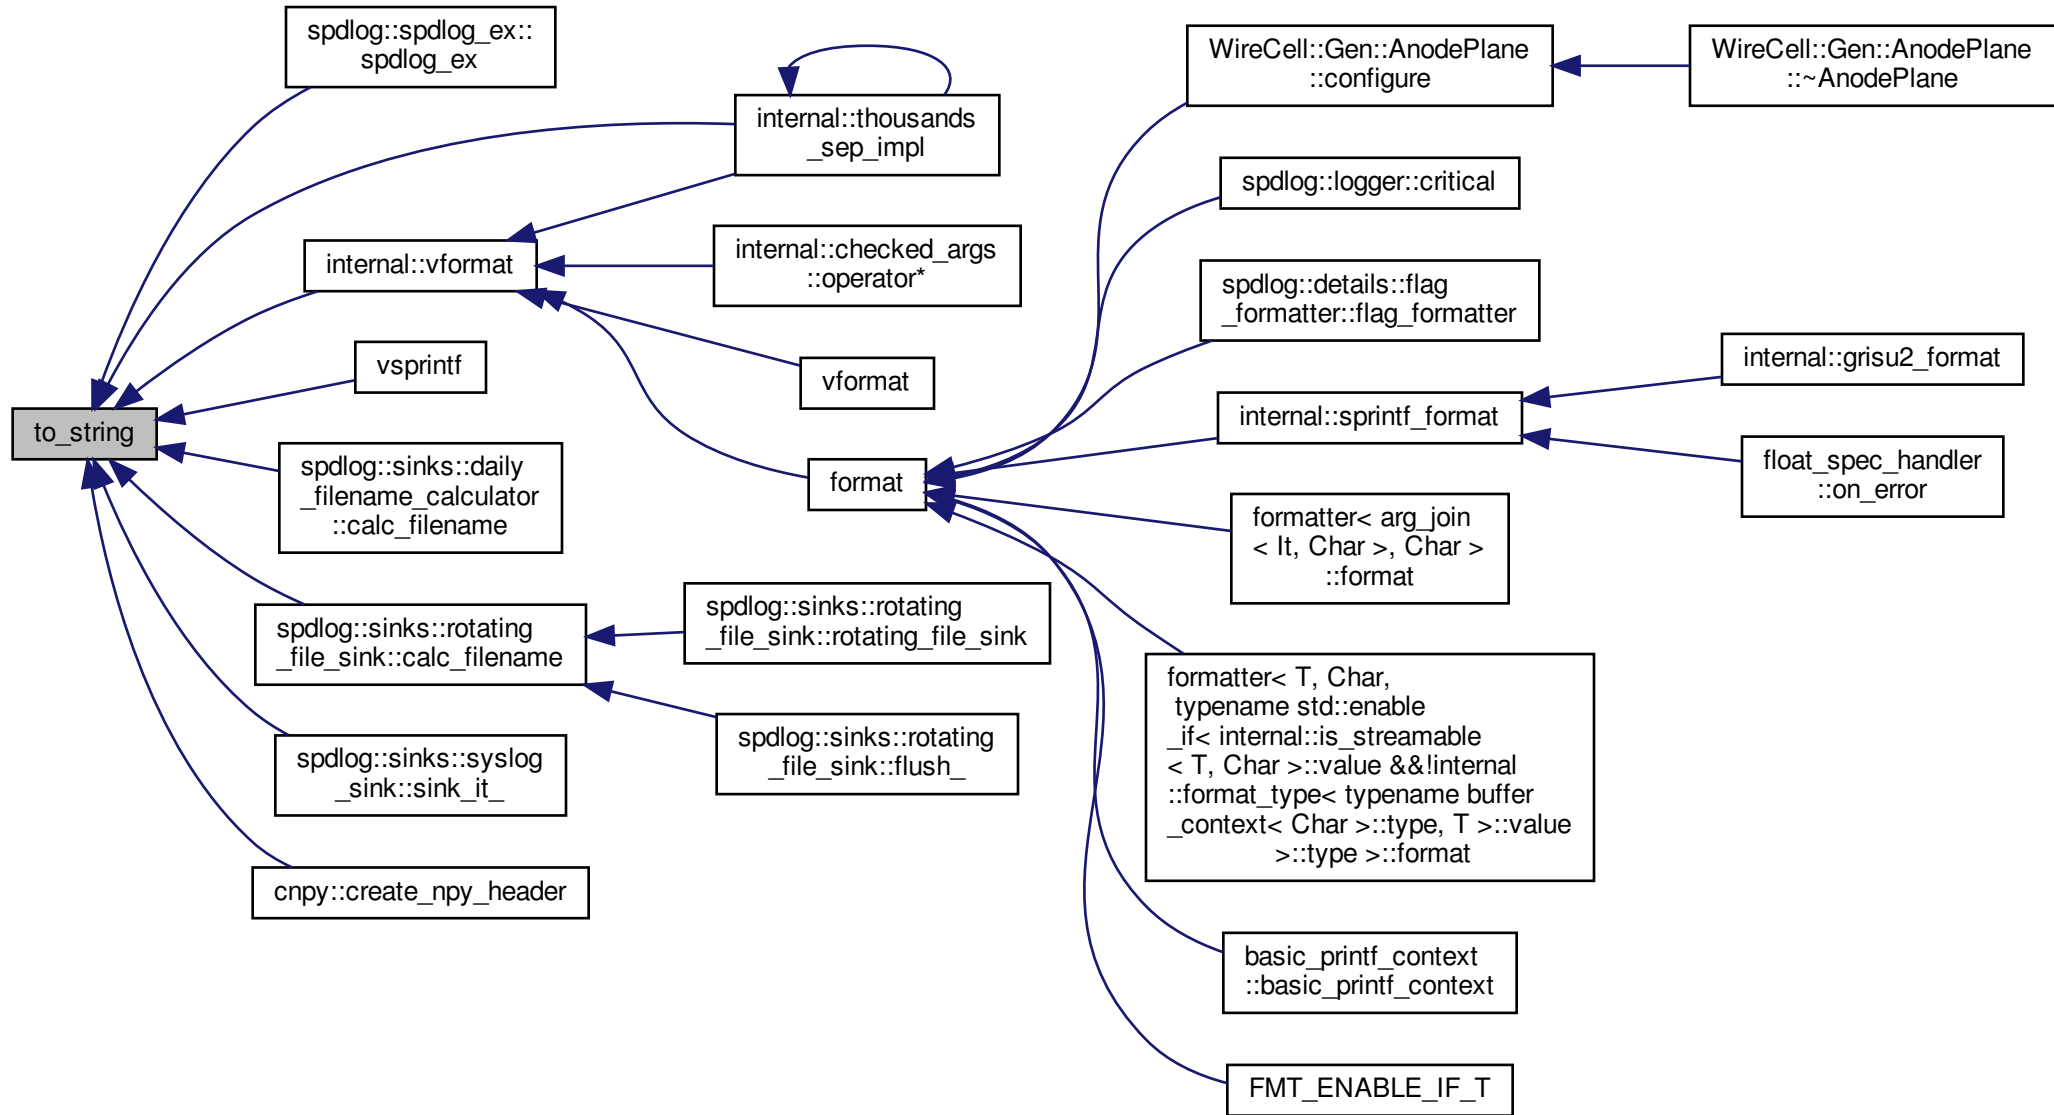 spdlog::spdlog_ex::
spdlog_ex
internal::thousands
_sep_impl
internal::vformat
internal::checked_args
::operator*
vformat
vsprintf
to_string
spdlog::sinks::daily
_filename_calculator
::calc_filename
format
spdlog::sinks::rotating
_file_sink::calc_filename
spdlog::sinks::rotating
_file_sink::rotating_file_sink
spdlog::sinks::rotating
_file_sink::flush_
spdlog::sinks::syslog
_sink::sink_it_
cnpy::create_npy_header
WireCell::Gen::AnodePlane
::configure
WireCell::Gen::AnodePlane
::~AnodePlane
spdlog::logger::critical
spdlog::details::flag
_formatter::flag_formatter
internal::sprintf_format
internal::grisu2_format
float_spec_handler
::on_error
formatter< arg_join
< It, Char >, Char >
::format
formatter< T, Char,
typename std::enable
_if< internal::is_streamable
< T, Char >::value &&!internal
::format_type< typename buffer
_context< Char >::type, T >::value
>::type >::format
basic_printf_context
::basic_printf_context
FMT_ENABLE_IF_T